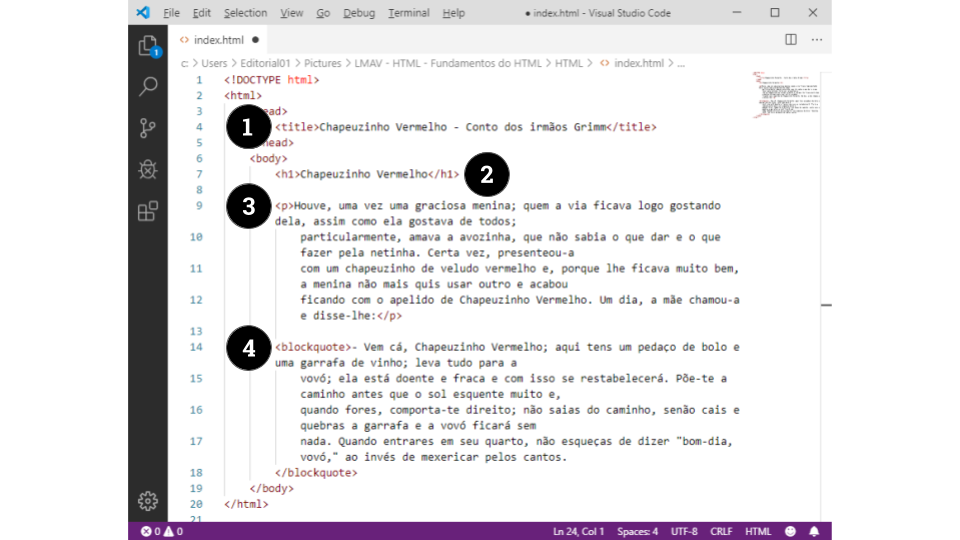 File Edit Selection View Go Debug Terminal Help ● index.html - Visual Studio Code
index.html ●
c: > Users > Editorial01 > Pictures > LMAV - HTML - Fundamentos do HTML > HTML > index.html > ...
1 <!DOCTYPE html>
2 <html>
3 ead>
1
4 <title>Chapeuzinho Vermelho - Conto dos irmãos Grimm</title>
5 ead>
6 <body>
7 <h1>Chapeuzinho Vermelho</h1>
2
8
3
9 <p>Houve, uma vez uma graciosa menina; quem a via ficava logo gostando
dela, assim como ela gostava de todos;
10 particularmente, amava a avozinha, que não sabia o que dar e o que
fazer pela netinha. Certa vez, presenteou-a
11 com um chapeuzinho de veludo vermelho e, porque lhe ficava muito bem,
a menina não mais quis usar outro e acabou
12 ficando com o apelido de Chapeuzinho Vermelho. Um dia, a mãe chamou-a
e disse-lhe:</p>
13
4
14 <blockquote>- Vem cá, Chapeuzinho Vermelho; aqui tens um pedaço de bolo e
uma garrafa de vinho; leva tudo para a
15 vovó; ela está doente e fraca e com isso se restabelecerá. Põe-te a
caminho antes que o sol esquente muito e,
16 quando fores, comporta-te direito; não saias do caminho, senão cais e
quebras a garrafa e a vovó ficará sem
17 nada. Quando entrares em seu quarto, não esqueças de dizer "bom-dia,
vovó," ao invés de mexericar pelos cantos.
18 </blockquote>
19 </body>
20 </html>
21
1
0 0 Ln 24, Col 1 Spaces: 4 UTF-8 CRLF HTML